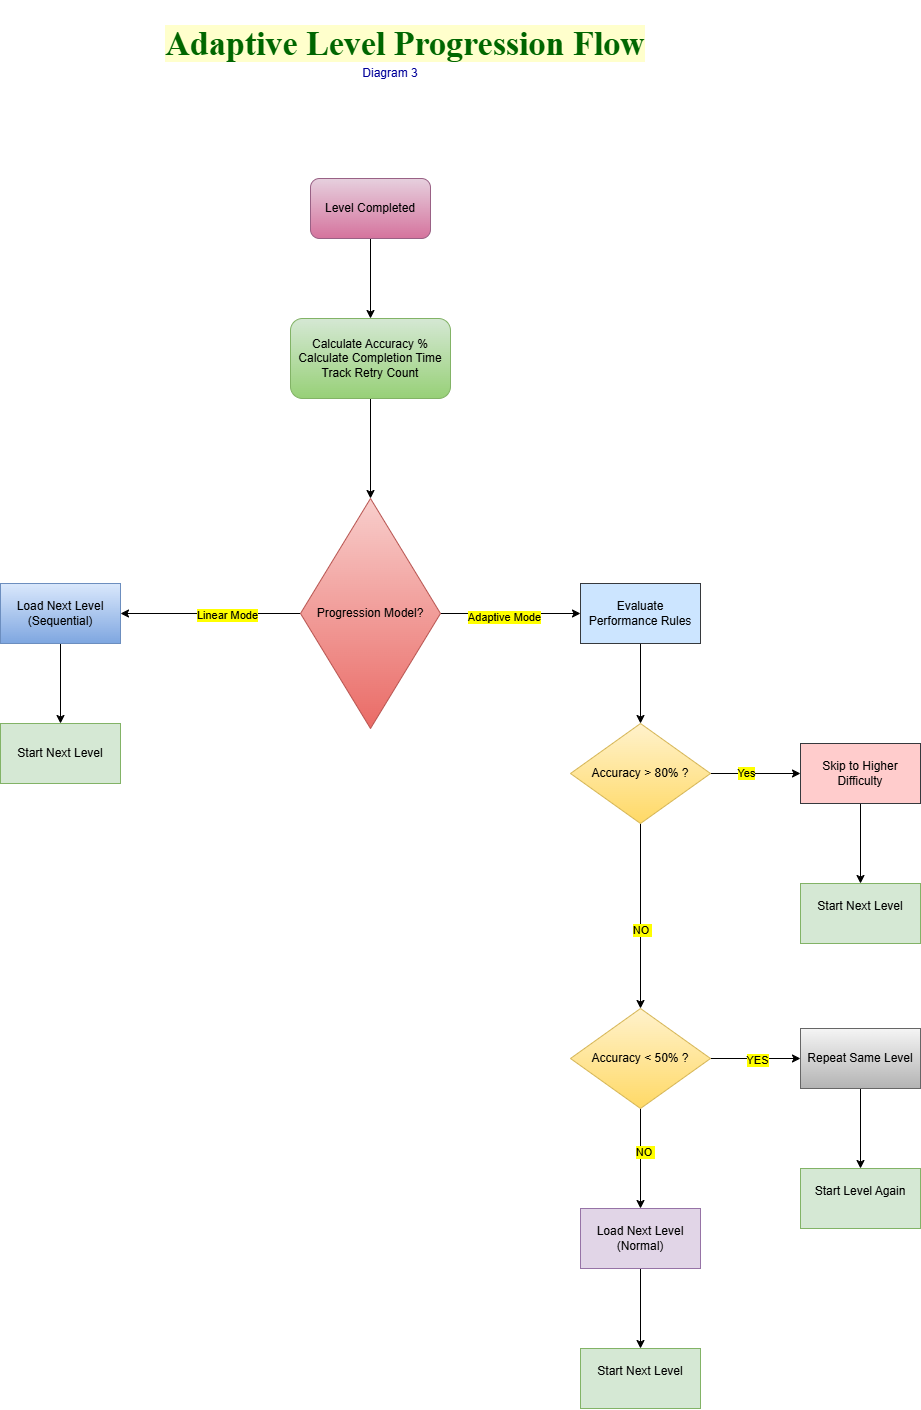 Adaptive Level Progression Flow
Diagram 3
Level Completed
Calculate Accuracy %
Calculate Completion Time
Track Retry Count
Progression Model?
Linear Mode
Adaptive Mode
Load Next Level
(Sequential)
Start Next Level
Evaluate
Performance Rules
Accuracy > 80% ?
Yes
Skip to Higher
Difficulty
Start Next Level
NO
Accuracy < 50% ?
YES
Repeat Same Level
Start Level Again
NO
Load Next Level
(Normal)
Start Next Level